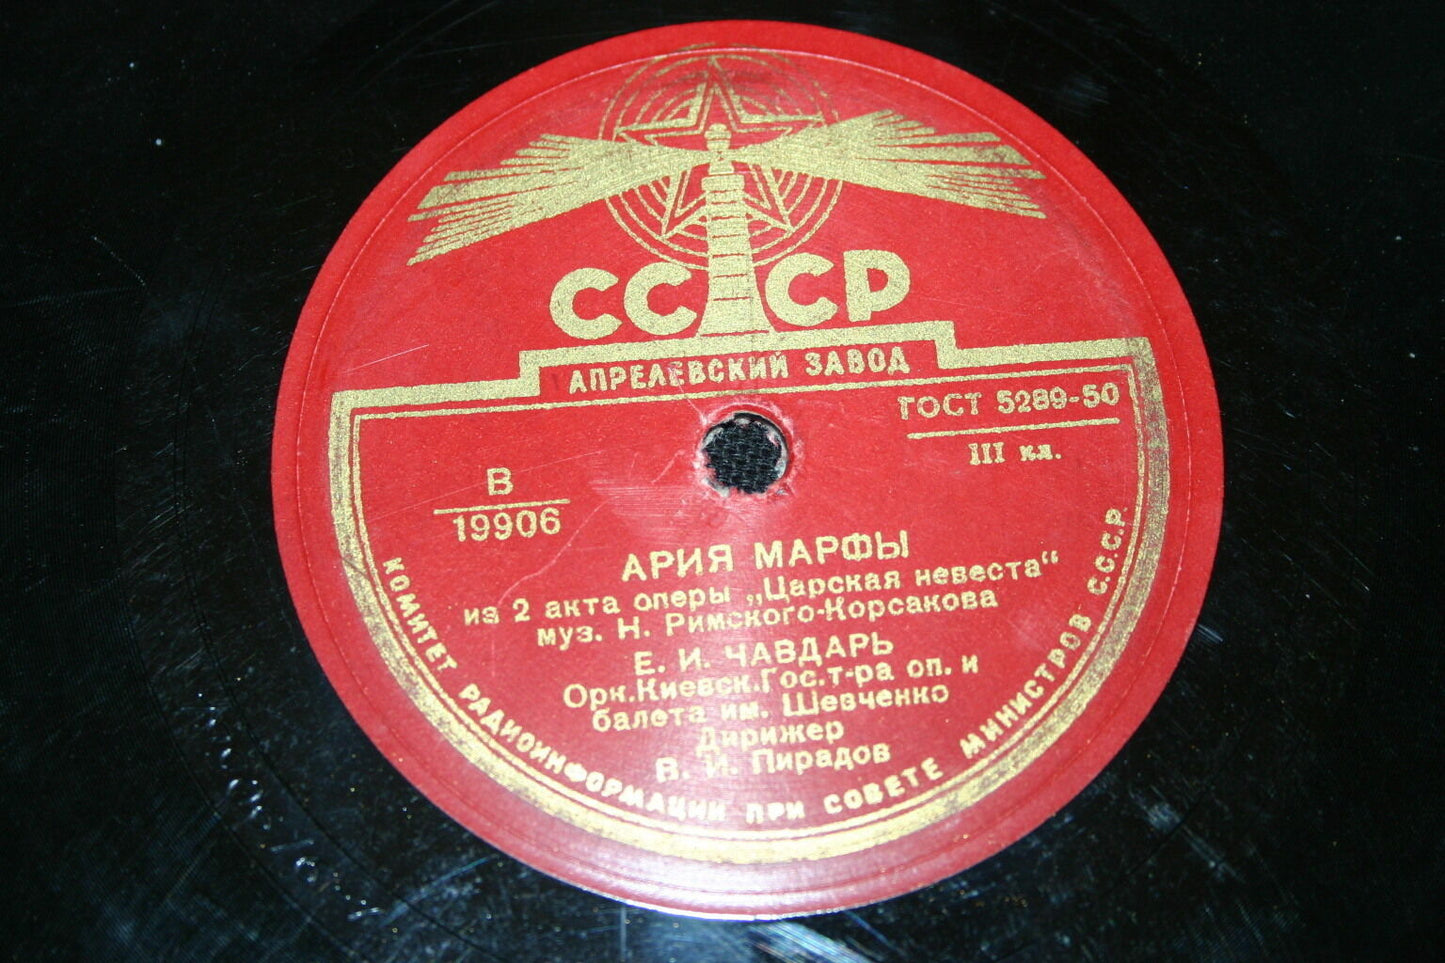 СССР
АПРЕЛЕВСКИЙ ЗАВОД
ГОСТ 5289-50
III кл.
В
19906
АРИЯ МАРФЫ
из 2 акта оперы „Царская невеста“
муз. Н. Римского-Корсакова
Е. И. ЧАВДАРЬ
Орк.Киевск.Гос.т-ра оп. и
балета им. Шевченко
Дирижер
В. И. Пирадов
КОМИТЕТ РАДИОИНФОРМАЦИИ ПРИ СОВЕТЕ МИНИСТРОВ С.С.С.Р.